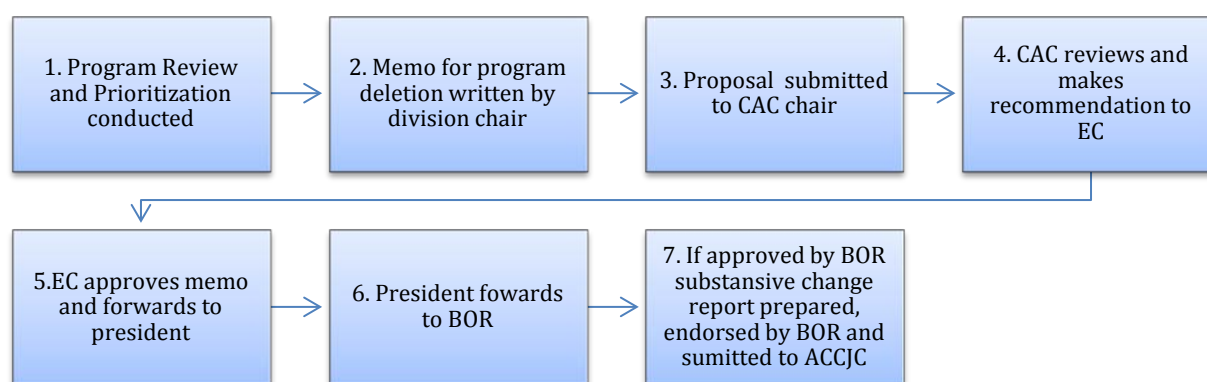 1. Program Review
and Prioritization
conducted
2. Memo for program
deletion written by
division chair
3. Proposal submitted
to CAC chair
4. CAC reviews and
makes
recommendation to
EC
5.EC approves memo
and forwards to
president
6. President fowards
to BOR
7. If approved by BOR
substansive change
report prepared,
endorsed by BOR and
sumitted to ACCJC